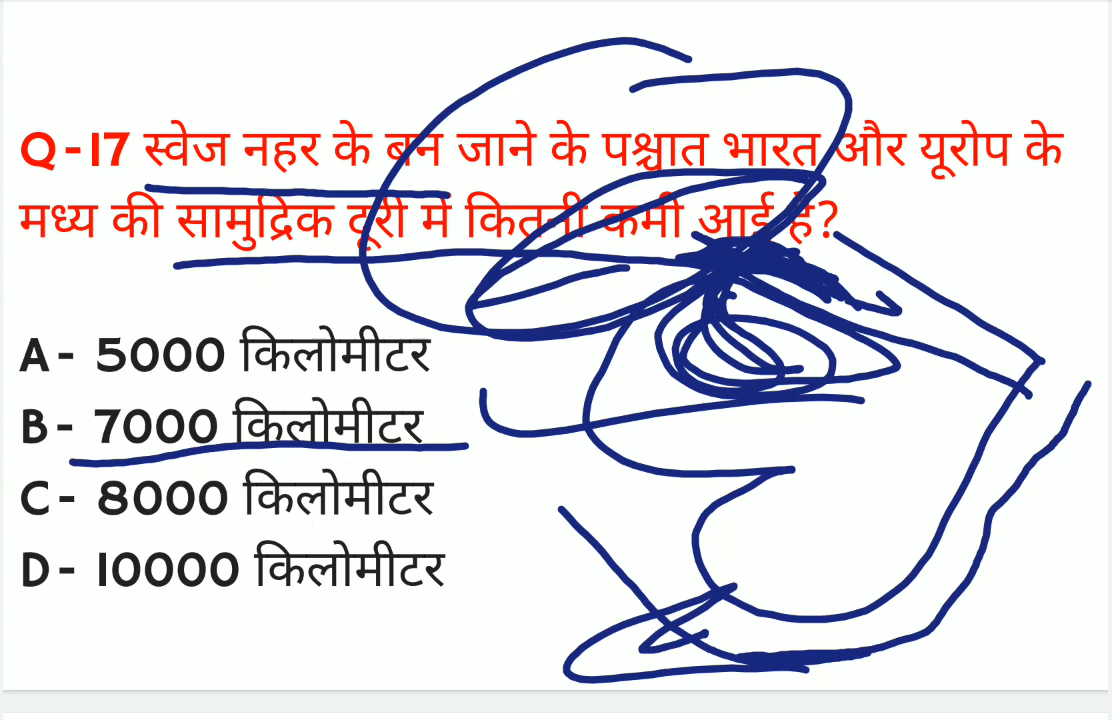 Q-17 स्वेज नहर के बन जाने के पश्चात भारत और यूरोप के
मध्य की सामुद्रिक दूरी में कितनी कमी आई है?
A- 5000 किलोमीटर
B- 7000 किलोमीटर
C- 8000 किलोमीटर
D- 10000 किलोमीटर